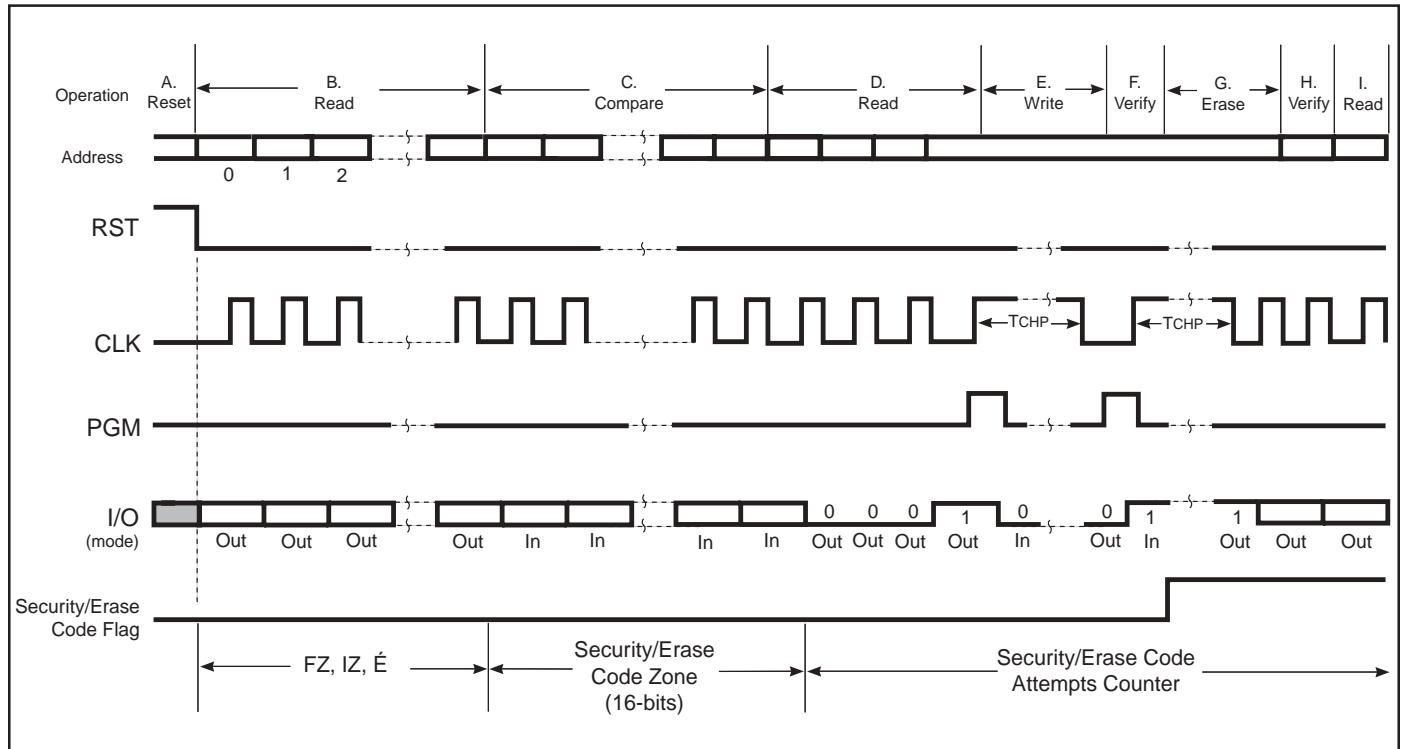 Operation
A.
Reset
B.
Read
C.
Compare
D.
Read
E.
Write
F.
Verify
G.
Erase
H.
Verify
I.
Read
Address
0 1 2
RST
CLK
TCHP
TCHP
PGM
I/O
(mode)
0 0 0 1 0 0 1 1
Out Out Out Out In In In In Out Out Out Out In Out In Out Out Out
Security/Erase
Code Flag
FZ, IZ, É
Security/Erase
Code Zone
(16-bits)
Security/Erase Code
Attempts Counter